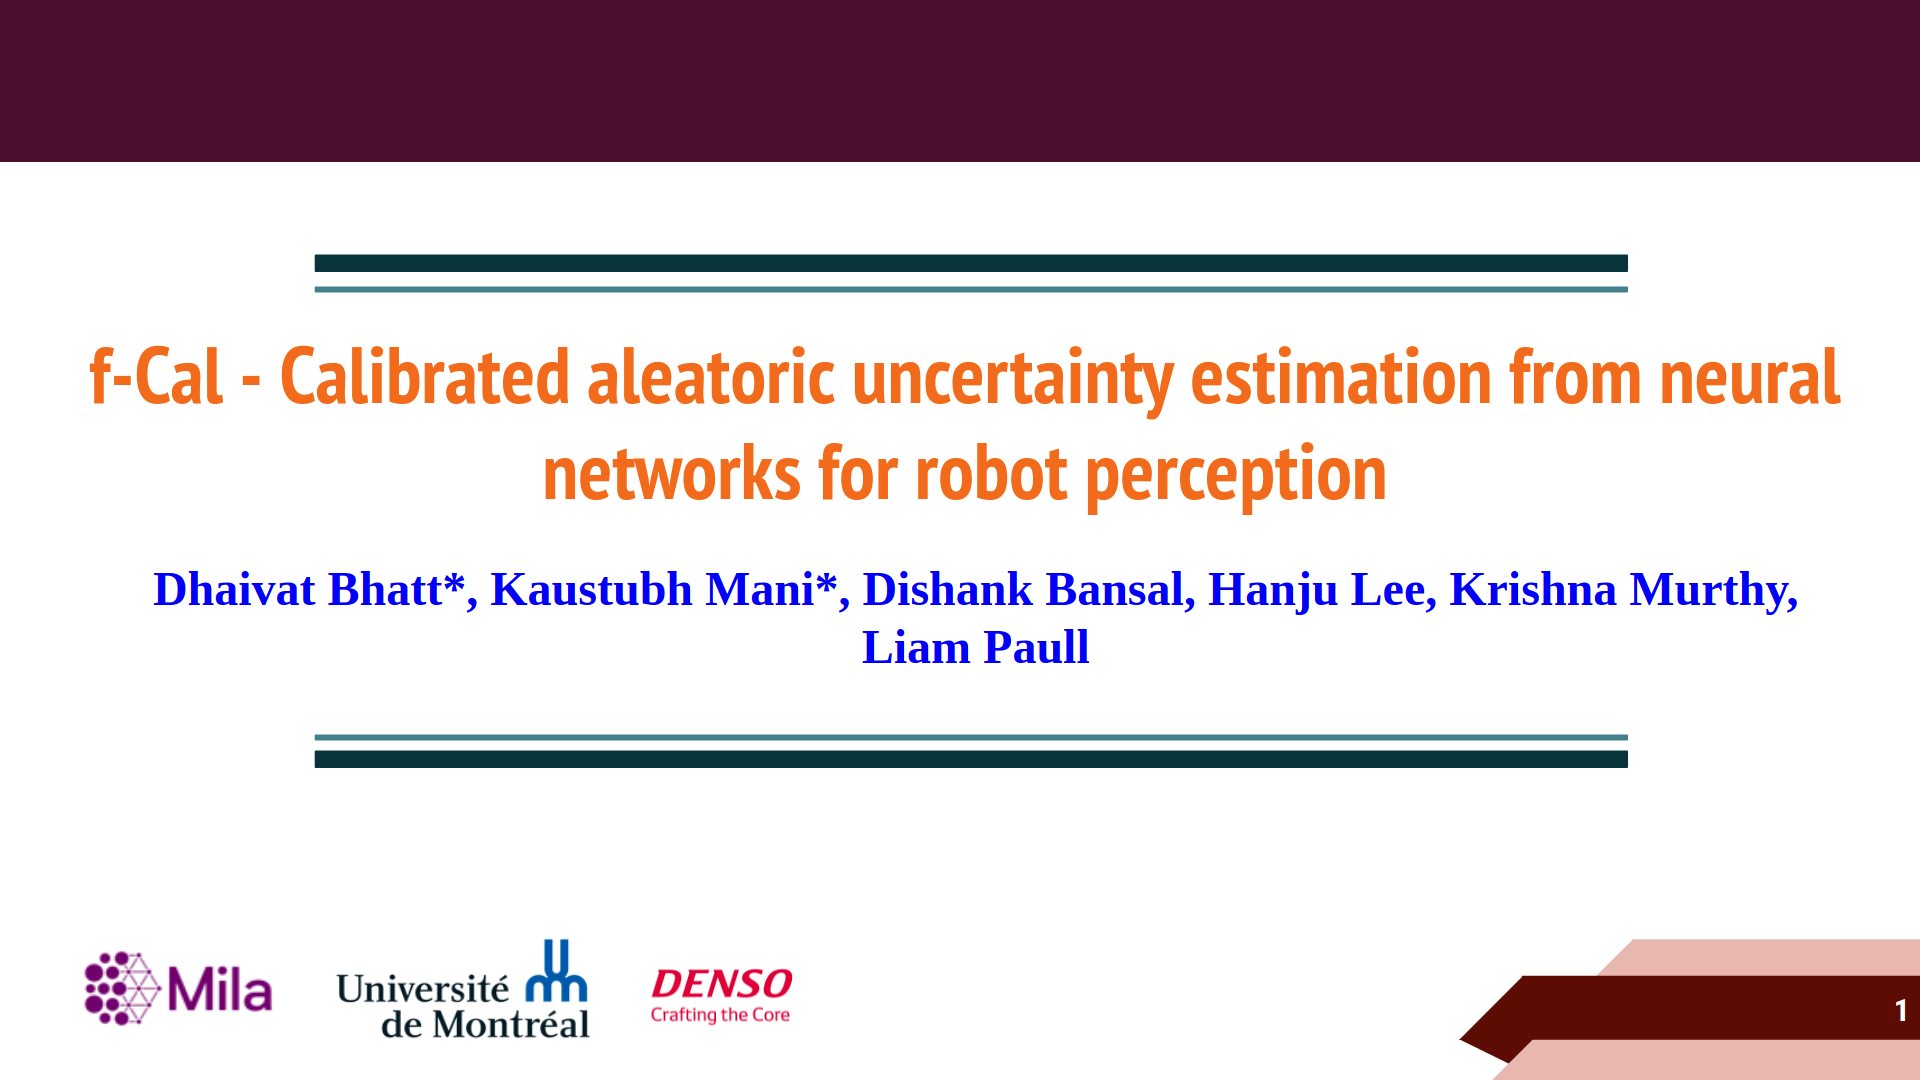 f-Cal - Calibrated aleatoric uncertainty estimation from neural
networks for robot perception
Dhaivat Bhatt*, Kaustubh Mani*, Dishank Bansal, Hanju Lee, Krishna Murthy,
Liam Paull
Mila
Université
de Montréal
DENSO
Crafting the Core
1